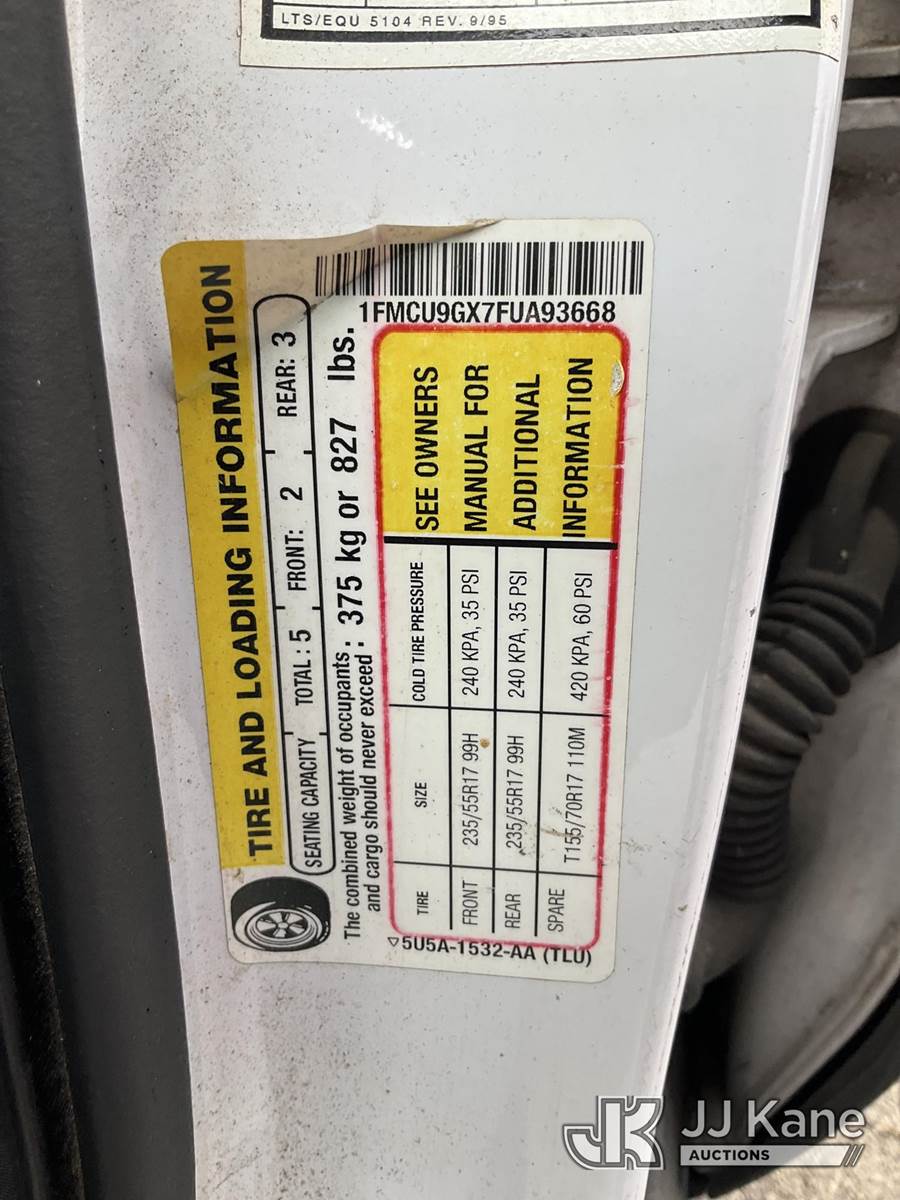 LTS/EQU 5104 REV. 9/95
TIRE AND LOADING INFORMATION
SEATING CAPACITY TOTAL : 5 FRONT: 2 REAR: 3
The combined weight of occupants
and cargo should never exceed : 375 kg or 827 lbs.
1FMCU9GX7FUA93668
TIRE SIZE COLD TIRE PRESSURE
FRONT 235/55R17 99H 240 KPA, 35 PSI
REAR 235/55R17 99H 240 KPA, 35 PSI
SPARE T155/70R17 110M 420 KPA, 60 PSI
SEE OWNERS
MANUAL FOR
ADDITIONAL
INFORMATION
5U5A-1532-AA (TLU)
JK JJ Kane
AUCTIONS